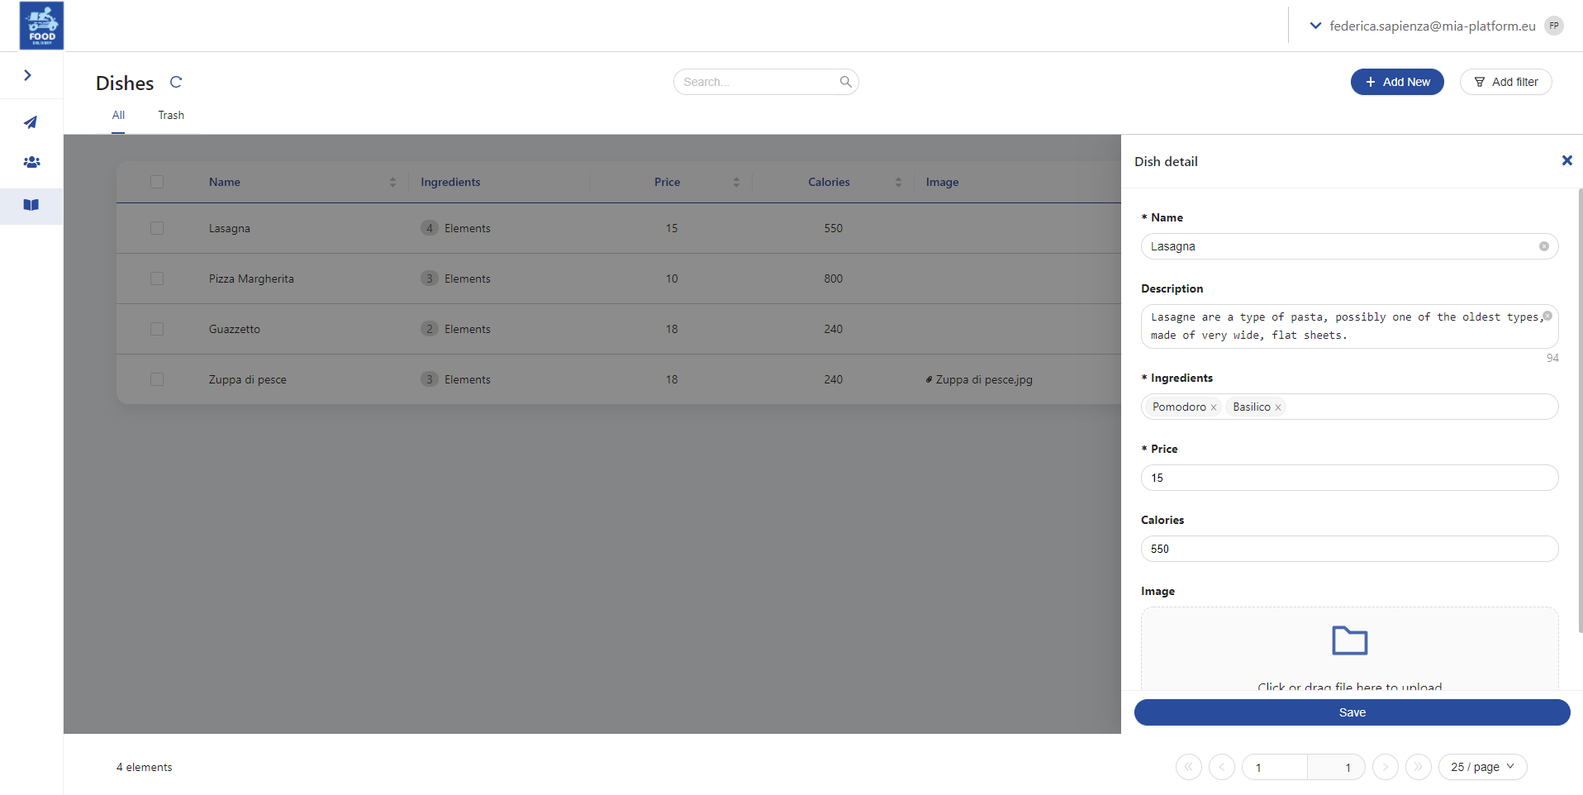 FOOD
DELIVERY
federica.sapienza@mia-platform.eu
FP
Dishes
Search...
Add New
Add filter
All
Trash
Name
Ingredients
Price
Calories
Image
Lasagna
4 Elements
15
550
Pizza Margherita
3 Elements
10
800
Guazzetto
2 Elements
18
240
Zuppa di pesce
3 Elements
18
240
Zuppa di pesce.jpg
Dish detail
* Name
Lasagna
Description
Lasagne are a type of pasta, possibly one of the oldest types,
made of very wide, flat sheets.
94
* Ingredients
Pomodoro x Basilico x
* Price
15
Calories
550
Image
Click or drag file here to upload
Save
4 elements
1
1
25 / page